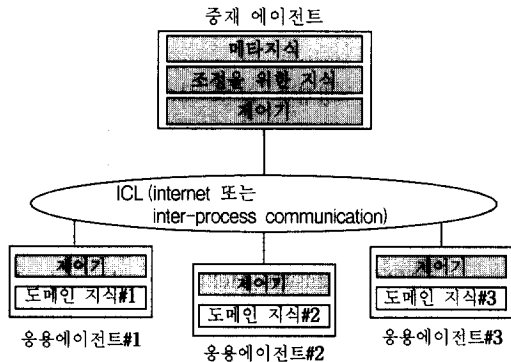 중재 에이전트
메타지식
조정을 위한 지식
제어기
ICL (internet 또는
inter-process communication)
제어기
도메인 지식#1
응용에이전트#1
제어기
도메인 지식#2
응용에이전트#2
제어기
도메인 지식#3
응용에이전트#3